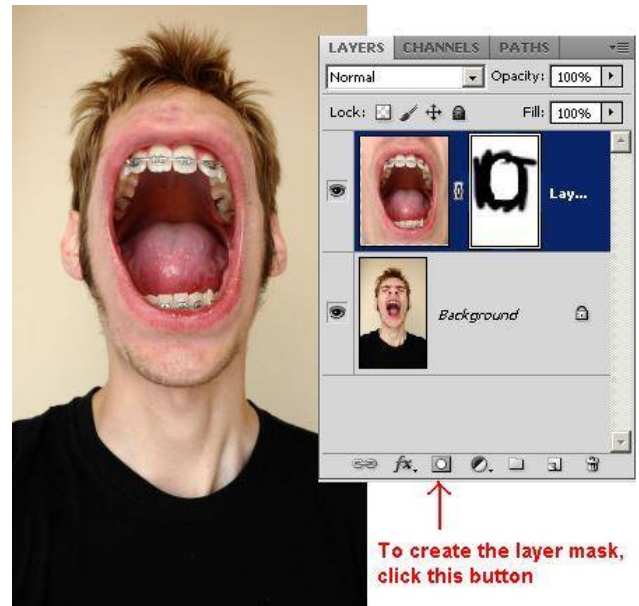 LAYERS CHANNELS PATHS
Normal Opacity: 100%
Lock: Fill: 100%
Lay...
Background
fx.
To create the layer mask,
click this button